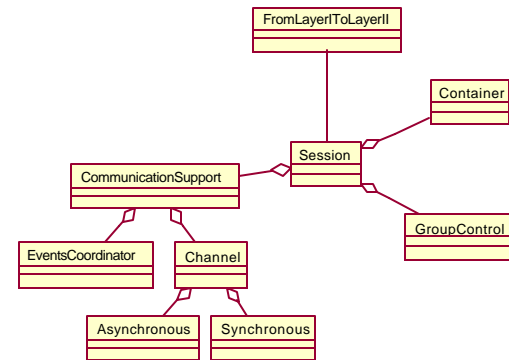 FromLayerIToLayerII
Container
Session
CommunicationSupport
GroupControl
EventsCoordinator
Channel
Asynchronous
Synchronous